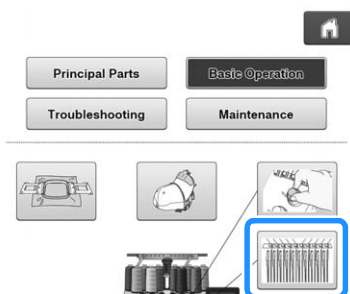 Principal Parts
Basic Operation
Troubleshooting
Maintenance